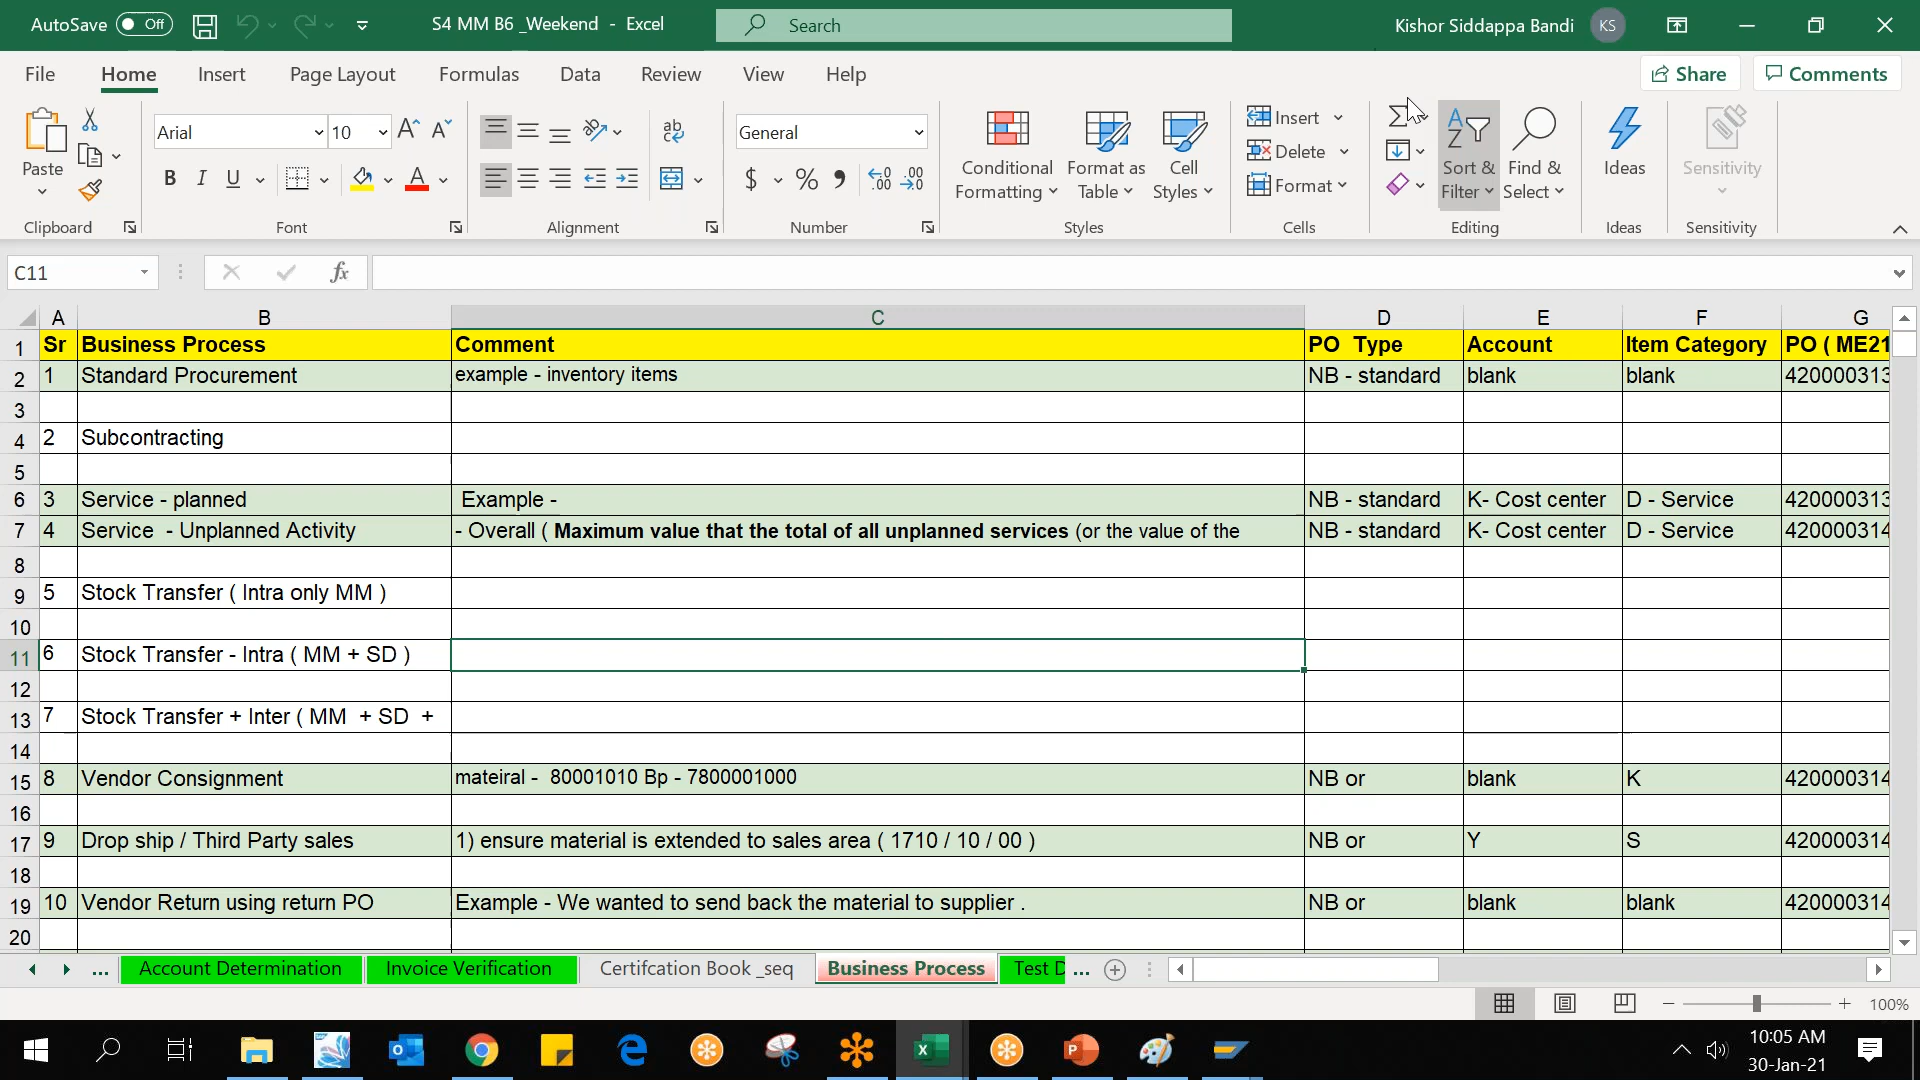 AutoSave Off S4 MM B6 _Weekend - Excel Search Kishor Siddappa Bandi KS
File Home Insert Page Layout Formulas Data Review View Help Share Comments
Paste Arial 10 General Conditional Formatting Format as Table Cell Styles Insert Delete Format Sort & Filter Find & Select Ideas Sensitivity
Clipboard Font Alignment Number Styles Cells Editing Ideas Sensitivity
C11 fx
A B C D E F G
1 Sr Business Process Comment PO Type Account Item Category PO ( ME21
2 1 Standard Procurement example - inventory items NB - standard blank blank 420000313
3
4 2 Subcontracting
5
6 3 Service - planned Example - NB - standard K- Cost center D - Service 420000313
7 4 Service - Unplanned Activity - Overall ( Maximum value that the total of all unplanned services (or the value of the NB - standard K- Cost center D - Service 420000314
8
9 5 Stock Transfer ( Intra only MM )
10
11 6 Stock Transfer - Intra ( MM + SD )
12
13 7 Stock Transfer + Inter ( MM + SD +
14
15 8 Vendor Consignment mateiral - 80001010 Bp - 7800001000 NB or blank K 420000314
16
17 9 Drop ship / Third Party sales 1) ensure material is extended to sales area ( 1710 / 10 / 00 ) NB or Y S 420000314
18
19 10 Vendor Return using return PO Example - We wanted to send back the material to supplier . NB or blank blank 420000314
20
... Account Determination Invoice Verification Certifcation Book _seq Business Process Test D ...
100%
10:05 AM
30-Jan-21